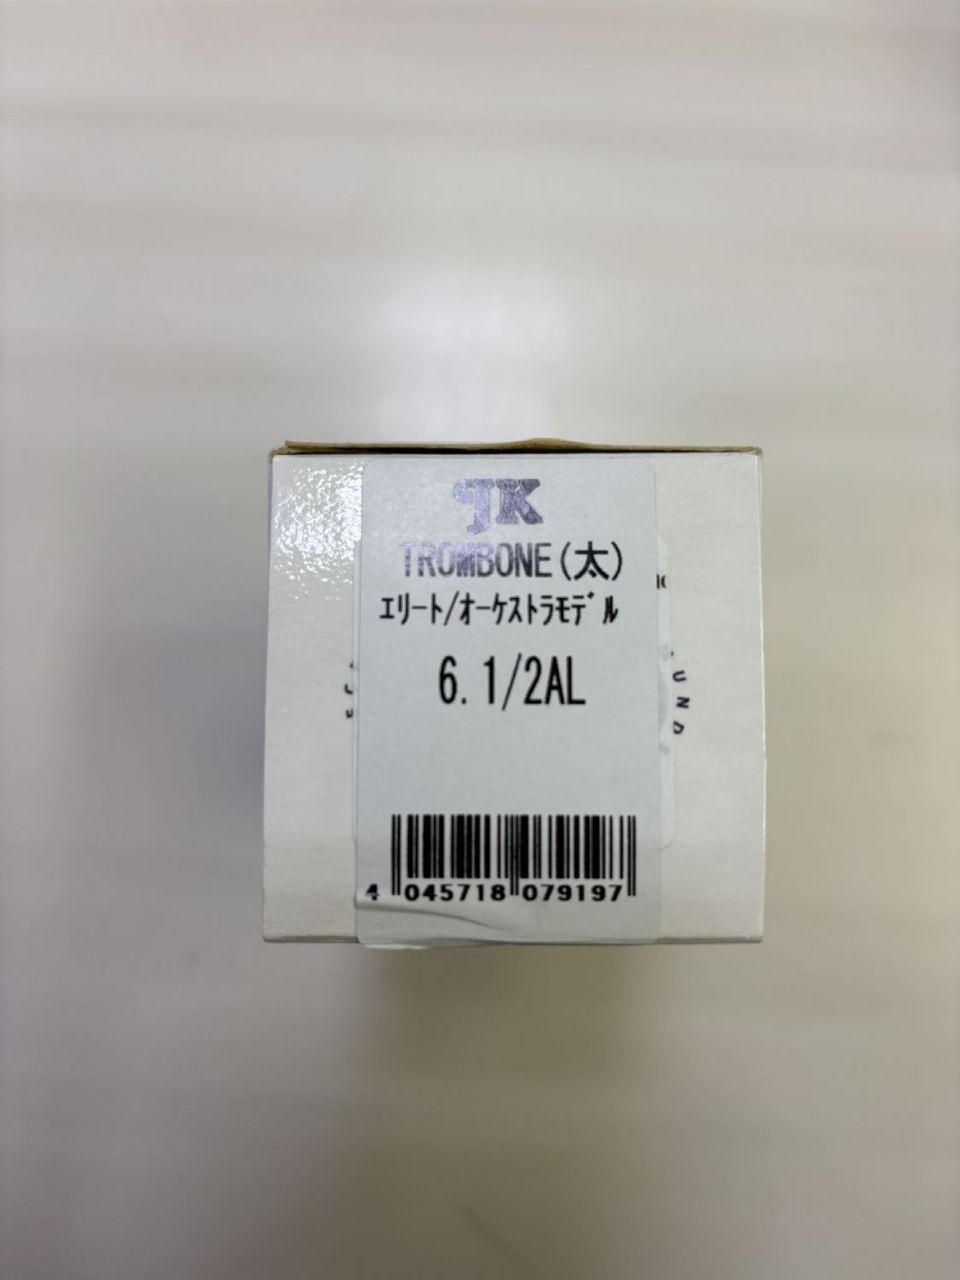 JK
TROMBONE(太)
ｴﾘｰﾄ/ｵｰｹｽﾄﾗﾓﾃﾞﾙ
6.1/2AL
4 045718 079197